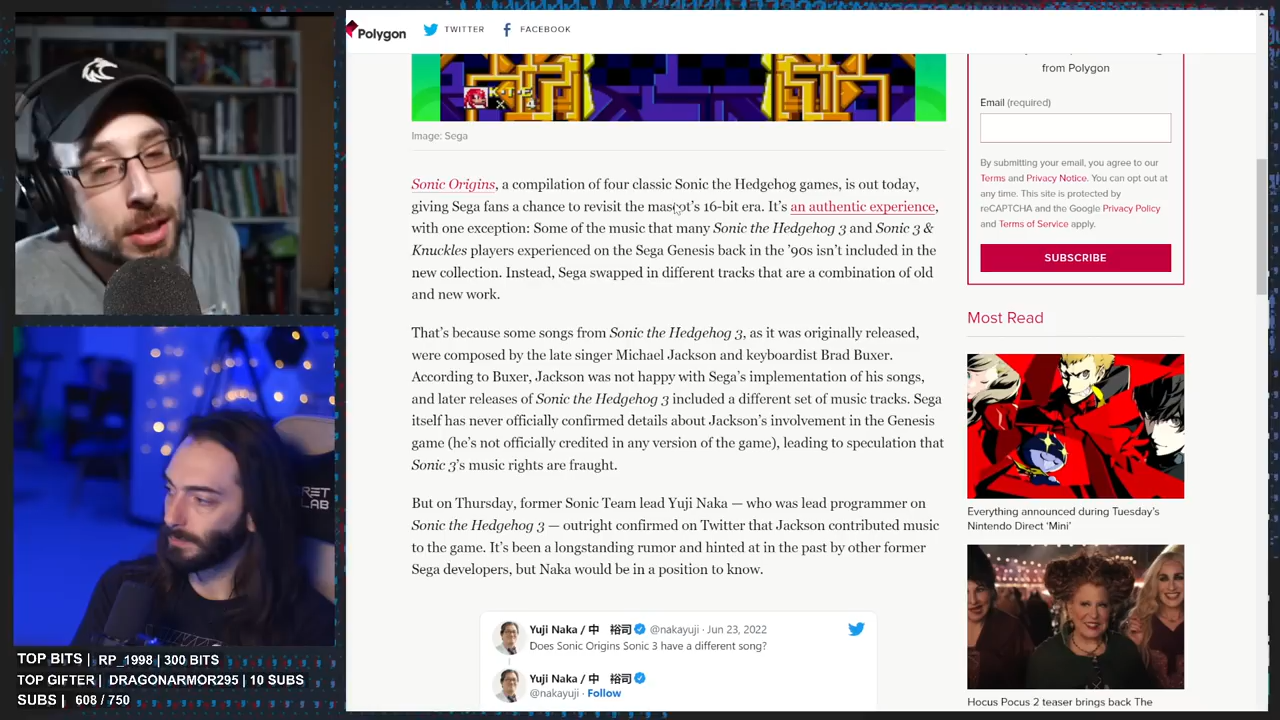 Polygon
TWITTER
FACEBOOK
K·T·E
X 4
Image: Sega
Sonic Origins, a compilation of four classic Sonic the Hedgehog games, is out today,
giving Sega fans a chance to revisit the mascot's 16-bit era. It's an authentic experience,
with one exception: Some of the music that many Sonic the Hedgehog 3 and Sonic 3 &
Knuckles players experienced on the Sega Genesis back in the '90s isn't included in the
new collection. Instead, Sega swapped in different tracks that are a combination of old
and new work.
That's because some songs from Sonic the Hedgehog 3, as it was originally released,
were composed by the late singer Michael Jackson and keyboardist Brad Buxer.
According to Buxer, Jackson was not happy with Sega's implementation of his songs,
and later releases of Sonic the Hedgehog 3 included a different set of music tracks. Sega
itself has never officially confirmed details about Jackson's involvement in the Genesis
game (he's not officially credited in any version of the game), leading to speculation that
Sonic 3's music rights are fraught.
But on Thursday, former Sonic Team lead Yuji Naka — who was lead programmer on
Sonic the Hedgehog 3 — outright confirmed on Twitter that Jackson contributed music
to the game. It's been a longstanding rumor and hinted at in the past by other former
Sega developers, but Naka would be in a position to know.
Yuji Naka / 中 裕司 @nakayuji · Jun 23, 2022
Does Sonic Origins Sonic 3 have a different song?
Yuji Naka / 中 裕司
@nakayuji · Follow
from Polygon
Email (required)
By submitting your email, you agree to our
Terms and Privacy Notice. You can opt out at
any time. This site is protected by
reCAPTCHA and the Google Privacy Policy
and Terms of Service apply.
SUBSCRIBE
Most Read
Everything announced during Tuesday's
Nintendo Direct 'Mini'
Hocus Pocus 2 teaser brings back The
RET
LAB
TOP BITS | RP_1998 | 300 BITS
TOP GIFTER | DRAGONARMOR295 | 10 SUBS
SUBS | 608 / 750